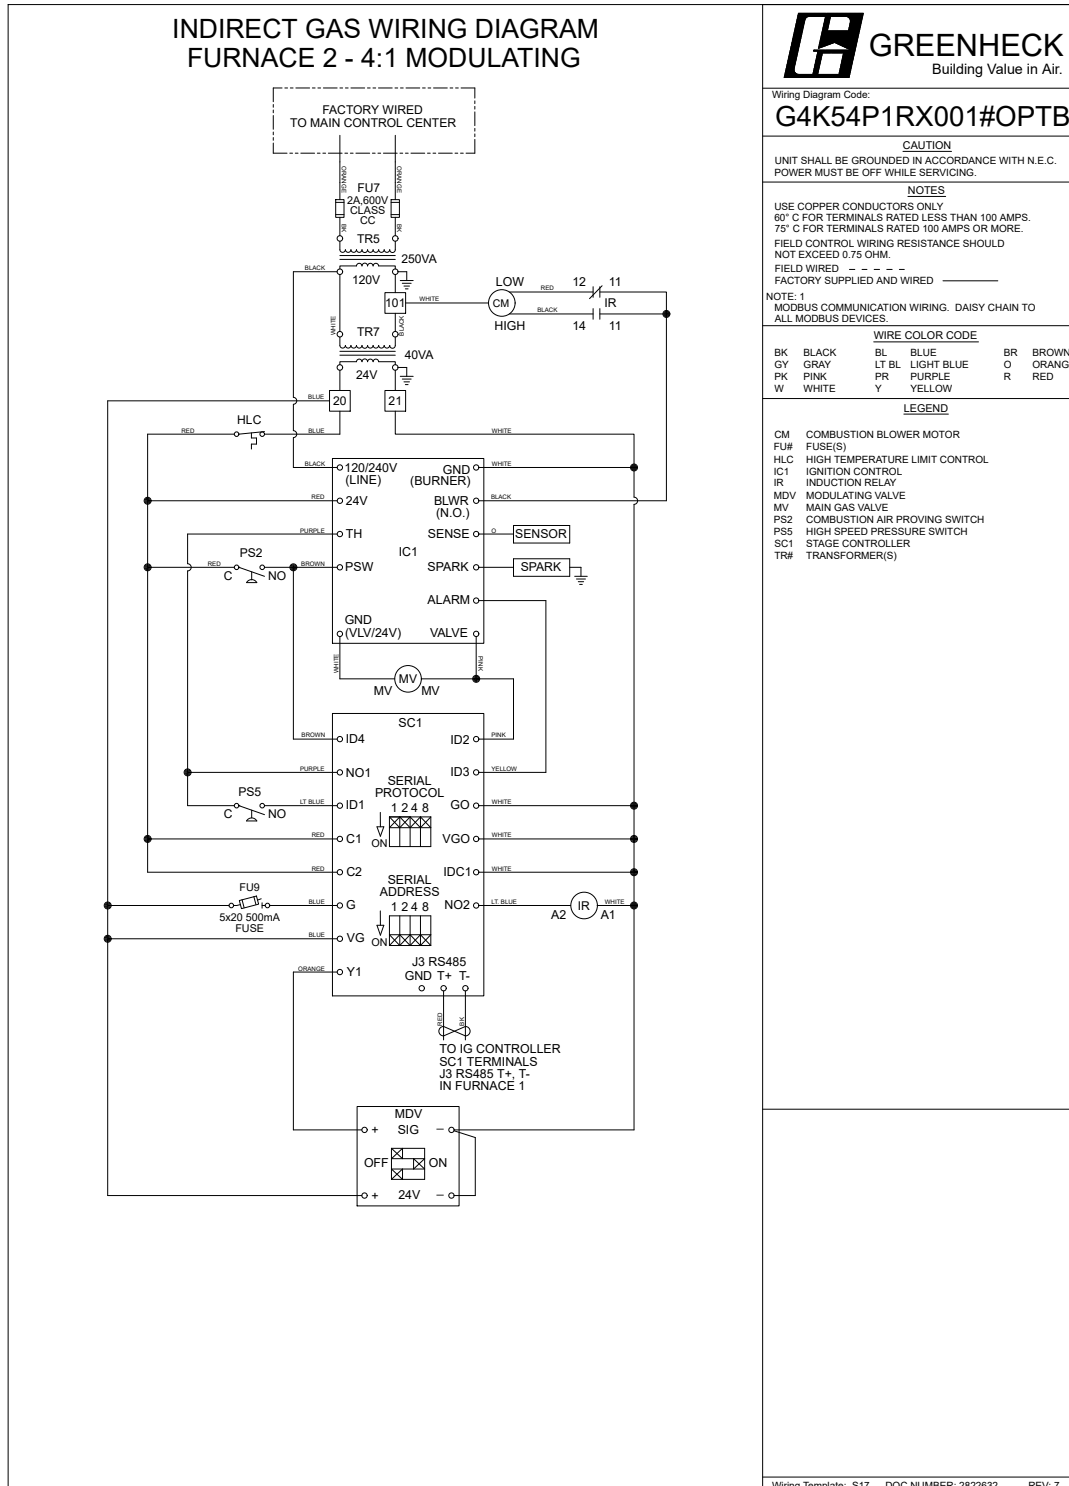 INDIRECT GAS WIRING DIAGRAM
FURNACE 2 - 4:1 MODULATING
FACTORY WIRED
TO MAIN CONTROL CENTER
ORANGE
ORANGE
FU7
2A,600V
CLASS
CC
BK
BK
TR5
250VA
BLACK
120V
101
WHITE
WHITE
BLACK
TR7
40VA
24V
BLUE
20
21
LOW
RED
12
11
CM
IR
BLACK
HIGH
14
11
HLC
RED
BLUE
WHITE
BLACK
120/240V
(LINE)
GND
(BURNER)
WHITE
RED
24V
BLWR
(N.O.)
BLACK
PURPLE
TH
SENSE
O
SENSOR
IC1
PS2
RED
C
NO
BROWN
PSW
SPARK
SPARK
ALARM
GND
(VLV/24V)
VALVE
WHITE
PINK
MV
MV
MV
SC1
BROWN
ID4
ID2
PINK
PURPLE
NO1
ID3
YELLOW
SERIAL
PROTOCOL
1 2 4 8
ON
PS5
C
NO
LT BLUE
ID1
GO
WHITE
RED
C1
VGO
WHITE
RED
C2
IDC1
WHITE
SERIAL
ADDRESS
1 2 4 8
ON
FU9
5x20 500mA
FUSE
BLUE
G
NO2
LT. BLUE
A2
IR
A1
WHITE
BLUE
VG
ORANGE
Y1
J3 RS485
GND T+ T-
RED
BK
TO IG CONTROLLER
SC1 TERMINALS
J3 RS485 T+, T-
IN FURNACE 1
MDV
+ SIG −
OFF
ON
+ 24V −
GREENHECK
Building Value in Air.
Wiring Diagram Code:
G4K54P1RX001#OPTB
CAUTION
UNIT SHALL BE GROUNDED IN ACCORDANCE WITH N.E.C.
POWER MUST BE OFF WHILE SERVICING.
NOTES
USE COPPER CONDUCTORS ONLY
60° C FOR TERMINALS RATED LESS THAN 100 AMPS.
75° C FOR TERMINALS RATED 100 AMPS OR MORE.
FIELD CONTROL WIRING RESISTANCE SHOULD
NOT EXCEED 0.75 OHM.
FIELD WIRED
FACTORY SUPPLIED AND WIRED
NOTE: 1
MODBUS COMMUNICATION WIRING. DAISY CHAIN TO
ALL MODBUS DEVICES.
WIRE COLOR CODE
BK BLACK BL BLUE BR BROWN
GY GRAY LT BL LIGHT BLUE O ORANG
PK PINK PR PURPLE R RED
W WHITE Y YELLOW
LEGEND
CM COMBUSTION BLOWER MOTOR
FU# FUSE(S)
HLC HIGH TEMPERATURE LIMIT CONTROL
IC1 IGNITION CONTROL
IR INDUCTION RELAY
MDV MODULATING VALVE
MV MAIN GAS VALVE
PS2 COMBUSTION AIR PROVING SWITCH
PS5 HIGH SPEED PRESSURE SWITCH
SC1 STAGE CONTROLLER
TR# TRANSFORMER(S)
Wiring Template: S17 DOC NUMBER: 2822632 REV: 7